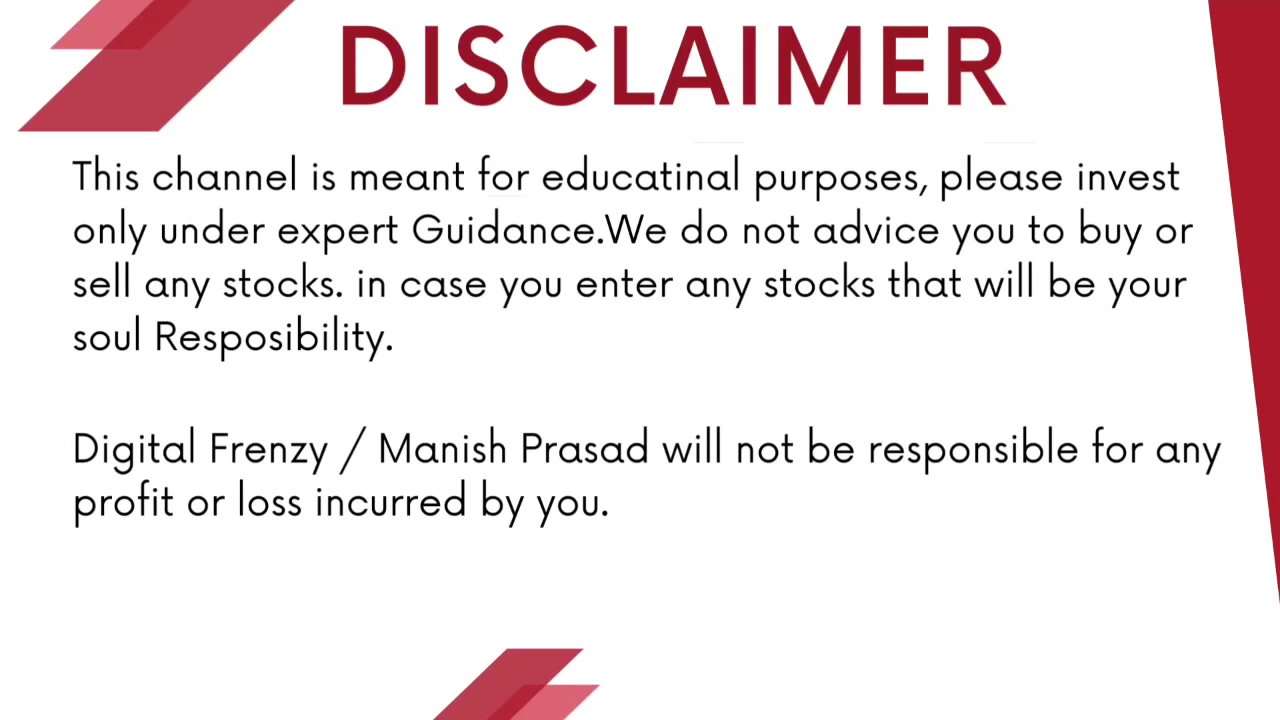 DISCLAIMER
This channel is meant for educatinal purposes, please invest
only under expert Guidance.We do not advice you to buy or
sell any stocks. in case you enter any stocks that will be your
soul Resposibility.
Digital Frenzy / Manish Prasad will not be responsible for any
profit or loss incurred by you.